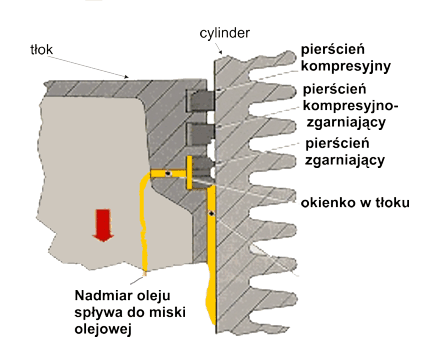 cylinder
tłok
pierścień
kompresyjny
pierścień
kompresyjno-
zgarniający
pierścień
zgarniający
okienko w tłoku
Nadmiar oleju
spływa do miski
olejowej